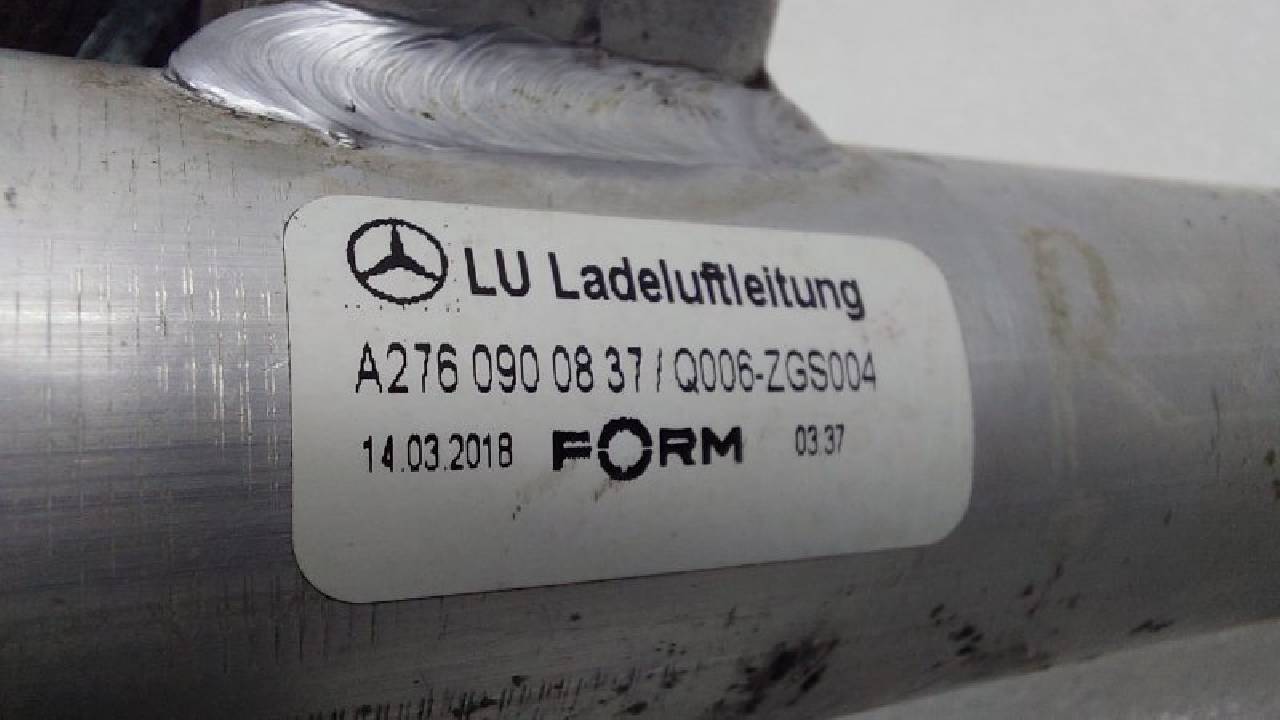 LU Ladeluftleitung
A276 090 08 37 / Q006-ZGS004
14.03.2018 FORM 03 37
R